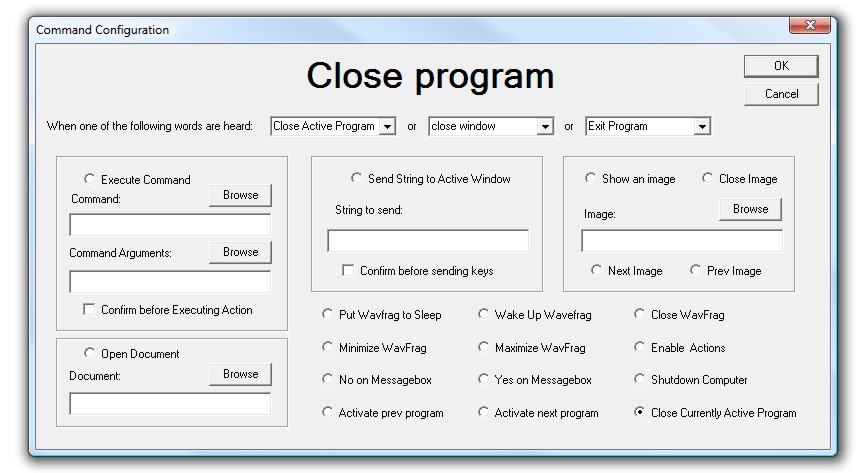 Command Configuration
Close program
OK
Cancel
When one of the following words are heard: Close Active Program or close window or Exit Program
Execute Command
Command: Browse
Command Arguments: Browse
Confirm before Executing Action
Open Document
Document: Browse
Send String to Active Window
String to send:
Confirm before sending keys
Show an image Close Image
Image: Browse
Next Image Prev Image
Put Wavfrag to Sleep Wake Up Wavefrag Close WavFrag
Minimize WavFrag Maximize WavFrag Enable Actions
No on Messagebox Yes on Messagebox Shutdown Computer
Activate prev program Activate next program Close Currently Active Program